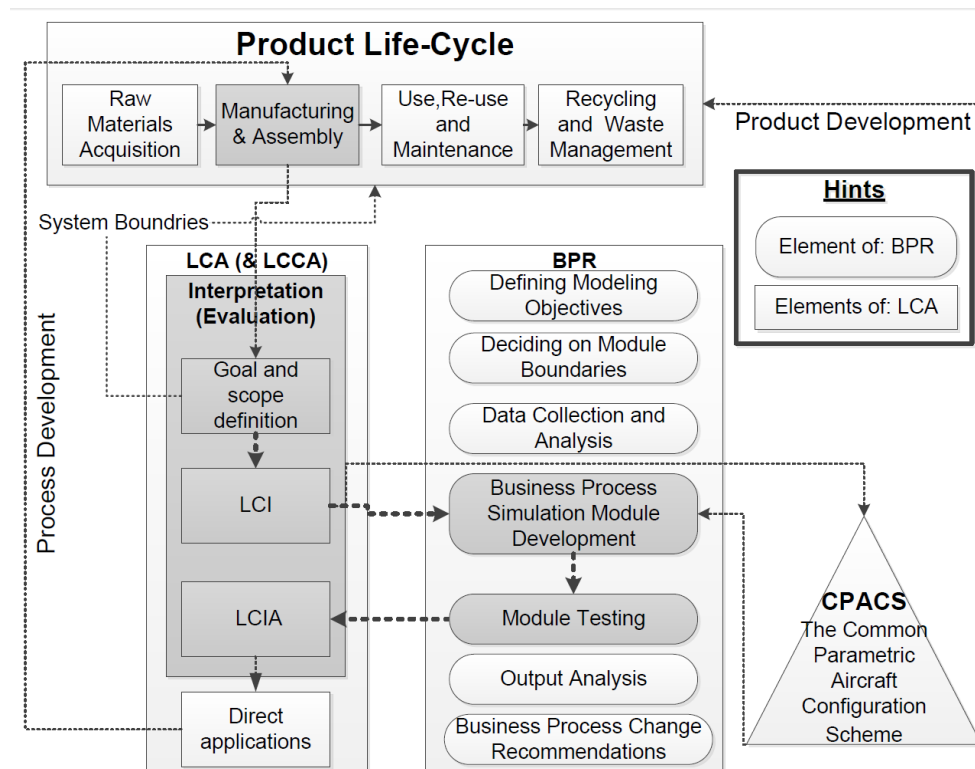 Product Life-Cycle
Raw
Materials
Acquisition
Manufacturing
& Assembly
Use,Re-use
and
Maintenance
Recycling
and Waste
Management
Product Development
System Boundries
Hints
Element of: BPR
Elements of: LCA
Process Development
LCA (& LCCA)
Interpretation
(Evaluation)
Goal and
scope
definition
LCI
LCIA
Direct
applications
BPR
Defining Modeling
Objectives
Deciding on Module
Boundaries
Data Collection and
Analysis
Business Process
Simulation Module
Development
Module Testing
Output Analysis
Business Process Change
Recommendations
CPACS
The Common
Parametric
Aircraft
Configuration
Scheme